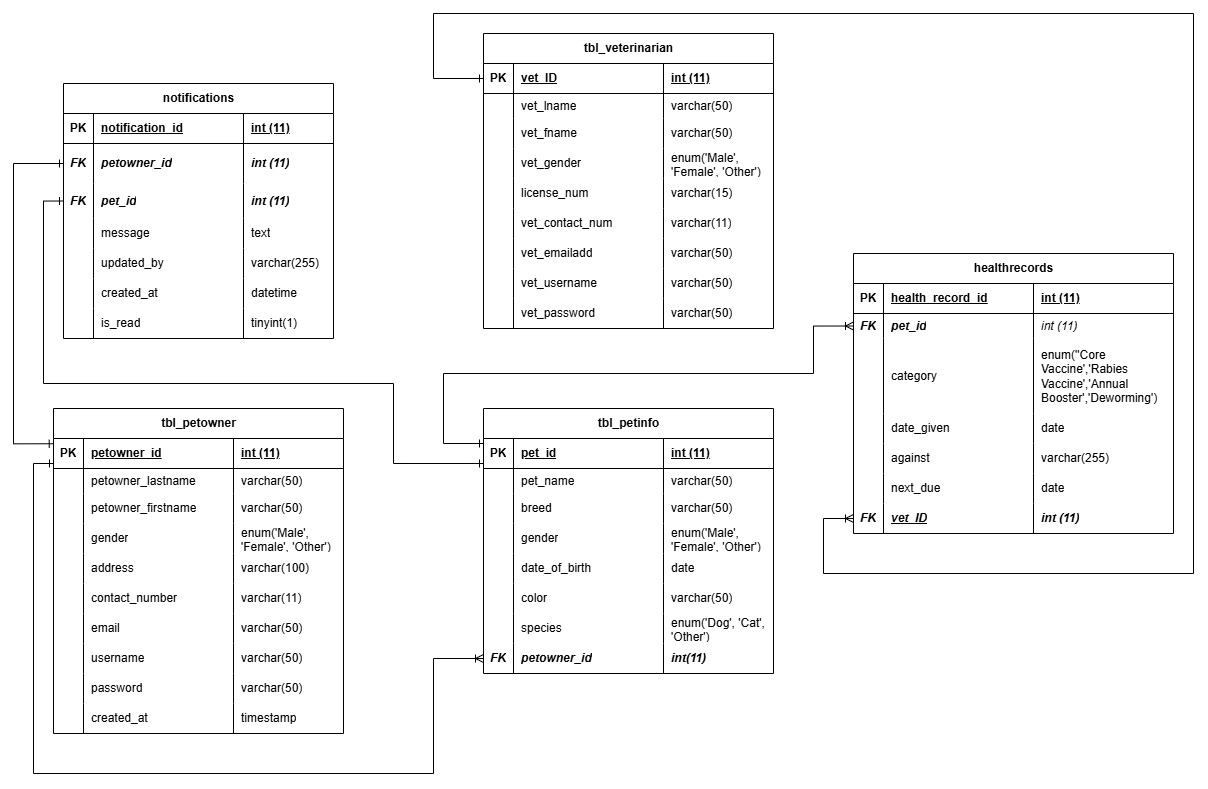 tbl_veterinarian
PK vet_ID int (11)
vet_lname varchar(50)
vet_fname varchar(50)
vet_gender enum('Male',
'Female', 'Other')
license_num varchar(15)
vet_contact_num varchar(11)
vet_emailadd varchar(50)
vet_username varchar(50)
vet_password varchar(50)
notifications
PK notification_id int (11)
FK petowner_id int (11)
FK pet_id int (11)
message text
updated_by varchar(255)
created_at datetime
is_read tinyint(1)
healthrecords
PK health_record_id int (11)
FK pet_id int (11)
category enum("Core
Vaccine','Rabies
Vaccine','Annual
Booster','Deworming')
date_given date
against varchar(255)
next_due date
FK vet_ID int (11)
tbl_petowner
PK petowner_id int (11)
petowner_lastname varchar(50)
petowner_firstname varchar(50)
gender enum('Male',
'Female', 'Other')
address varchar(100)
contact_number varchar(11)
email varchar(50)
username varchar(50)
password varchar(50)
created_at timestamp
tbl_petinfo
PK pet_id int (11)
pet_name varchar(50)
breed varchar(50)
gender enum('Male',
'Female', 'Other')
date_of_birth date
color varchar(50)
species enum('Dog', 'Cat',
'Other')
FK petowner_id int(11)